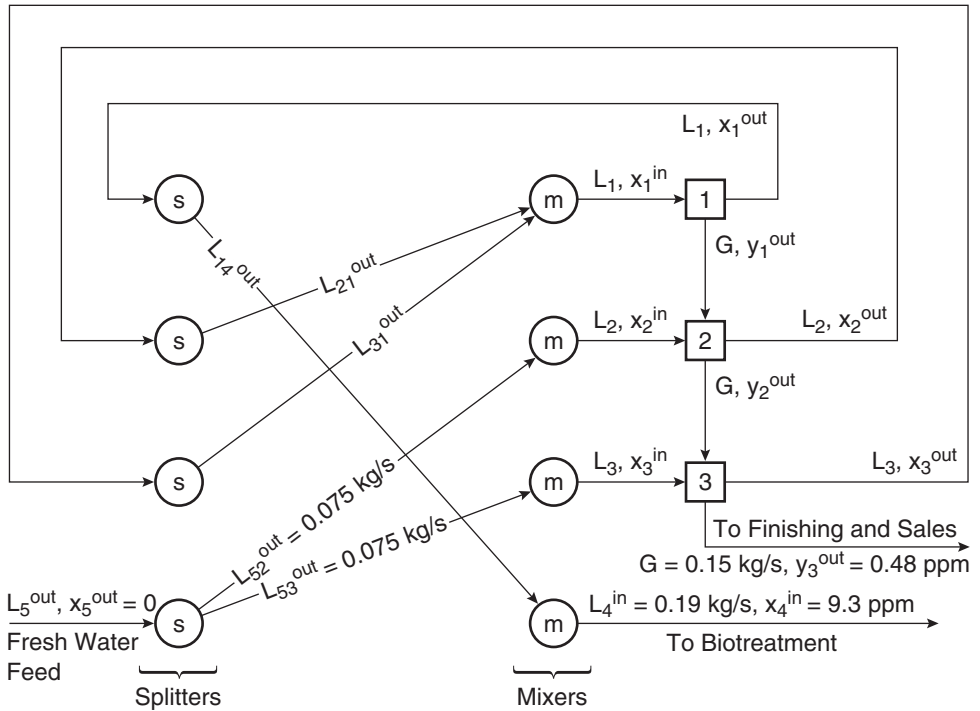 L₁, x₁ᵒᵘᵗ
s
m
L₁, x₁ⁱⁿ
1
G, y₁ᵒᵘᵗ
L₁₄ᵒᵘᵗ
L₂₁ᵒᵘᵗ
L₃₁ᵒᵘᵗ
s
m
L₂, x₂ⁱⁿ
2
L₂, x₂ᵒᵘᵗ
G, y₂ᵒᵘᵗ
s
m
L₃, x₃ⁱⁿ
3
L₃, x₃ᵒᵘᵗ
L₅₂ᵒᵘᵗ = 0.075 kg/s
L₅₃ᵒᵘᵗ = 0.075 kg/s
To Finishing and Sales
G = 0.15 kg/s, y₃ᵒᵘᵗ = 0.48 ppm
L₅ᵒᵘᵗ, x₅ᵒᵘᵗ = 0
Fresh Water
Feed
s
m
L₄ⁱⁿ = 0.19 kg/s, x₄ⁱⁿ = 9.3 ppm
To Biotreatment
Splitters
Mixers